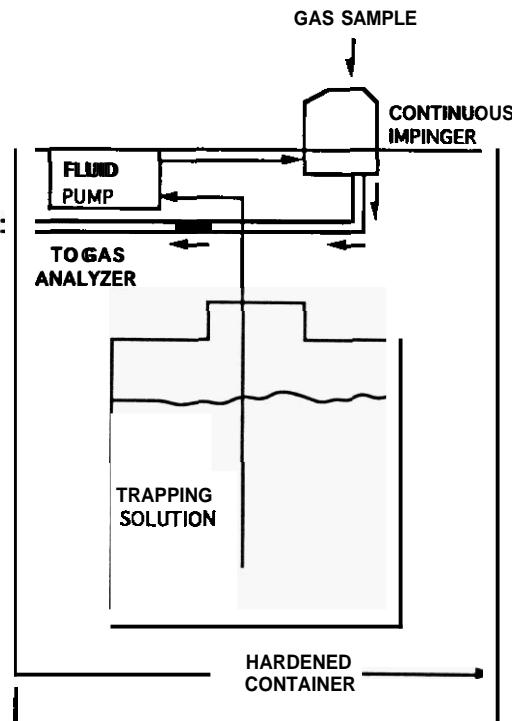 GAS SAMPLE
CONTINUOUS
IMPINGER
FLUID
PUMP
TO GAS
ANALYZER
TRAPPING
SOLUTION
HARDENED
CONTAINER